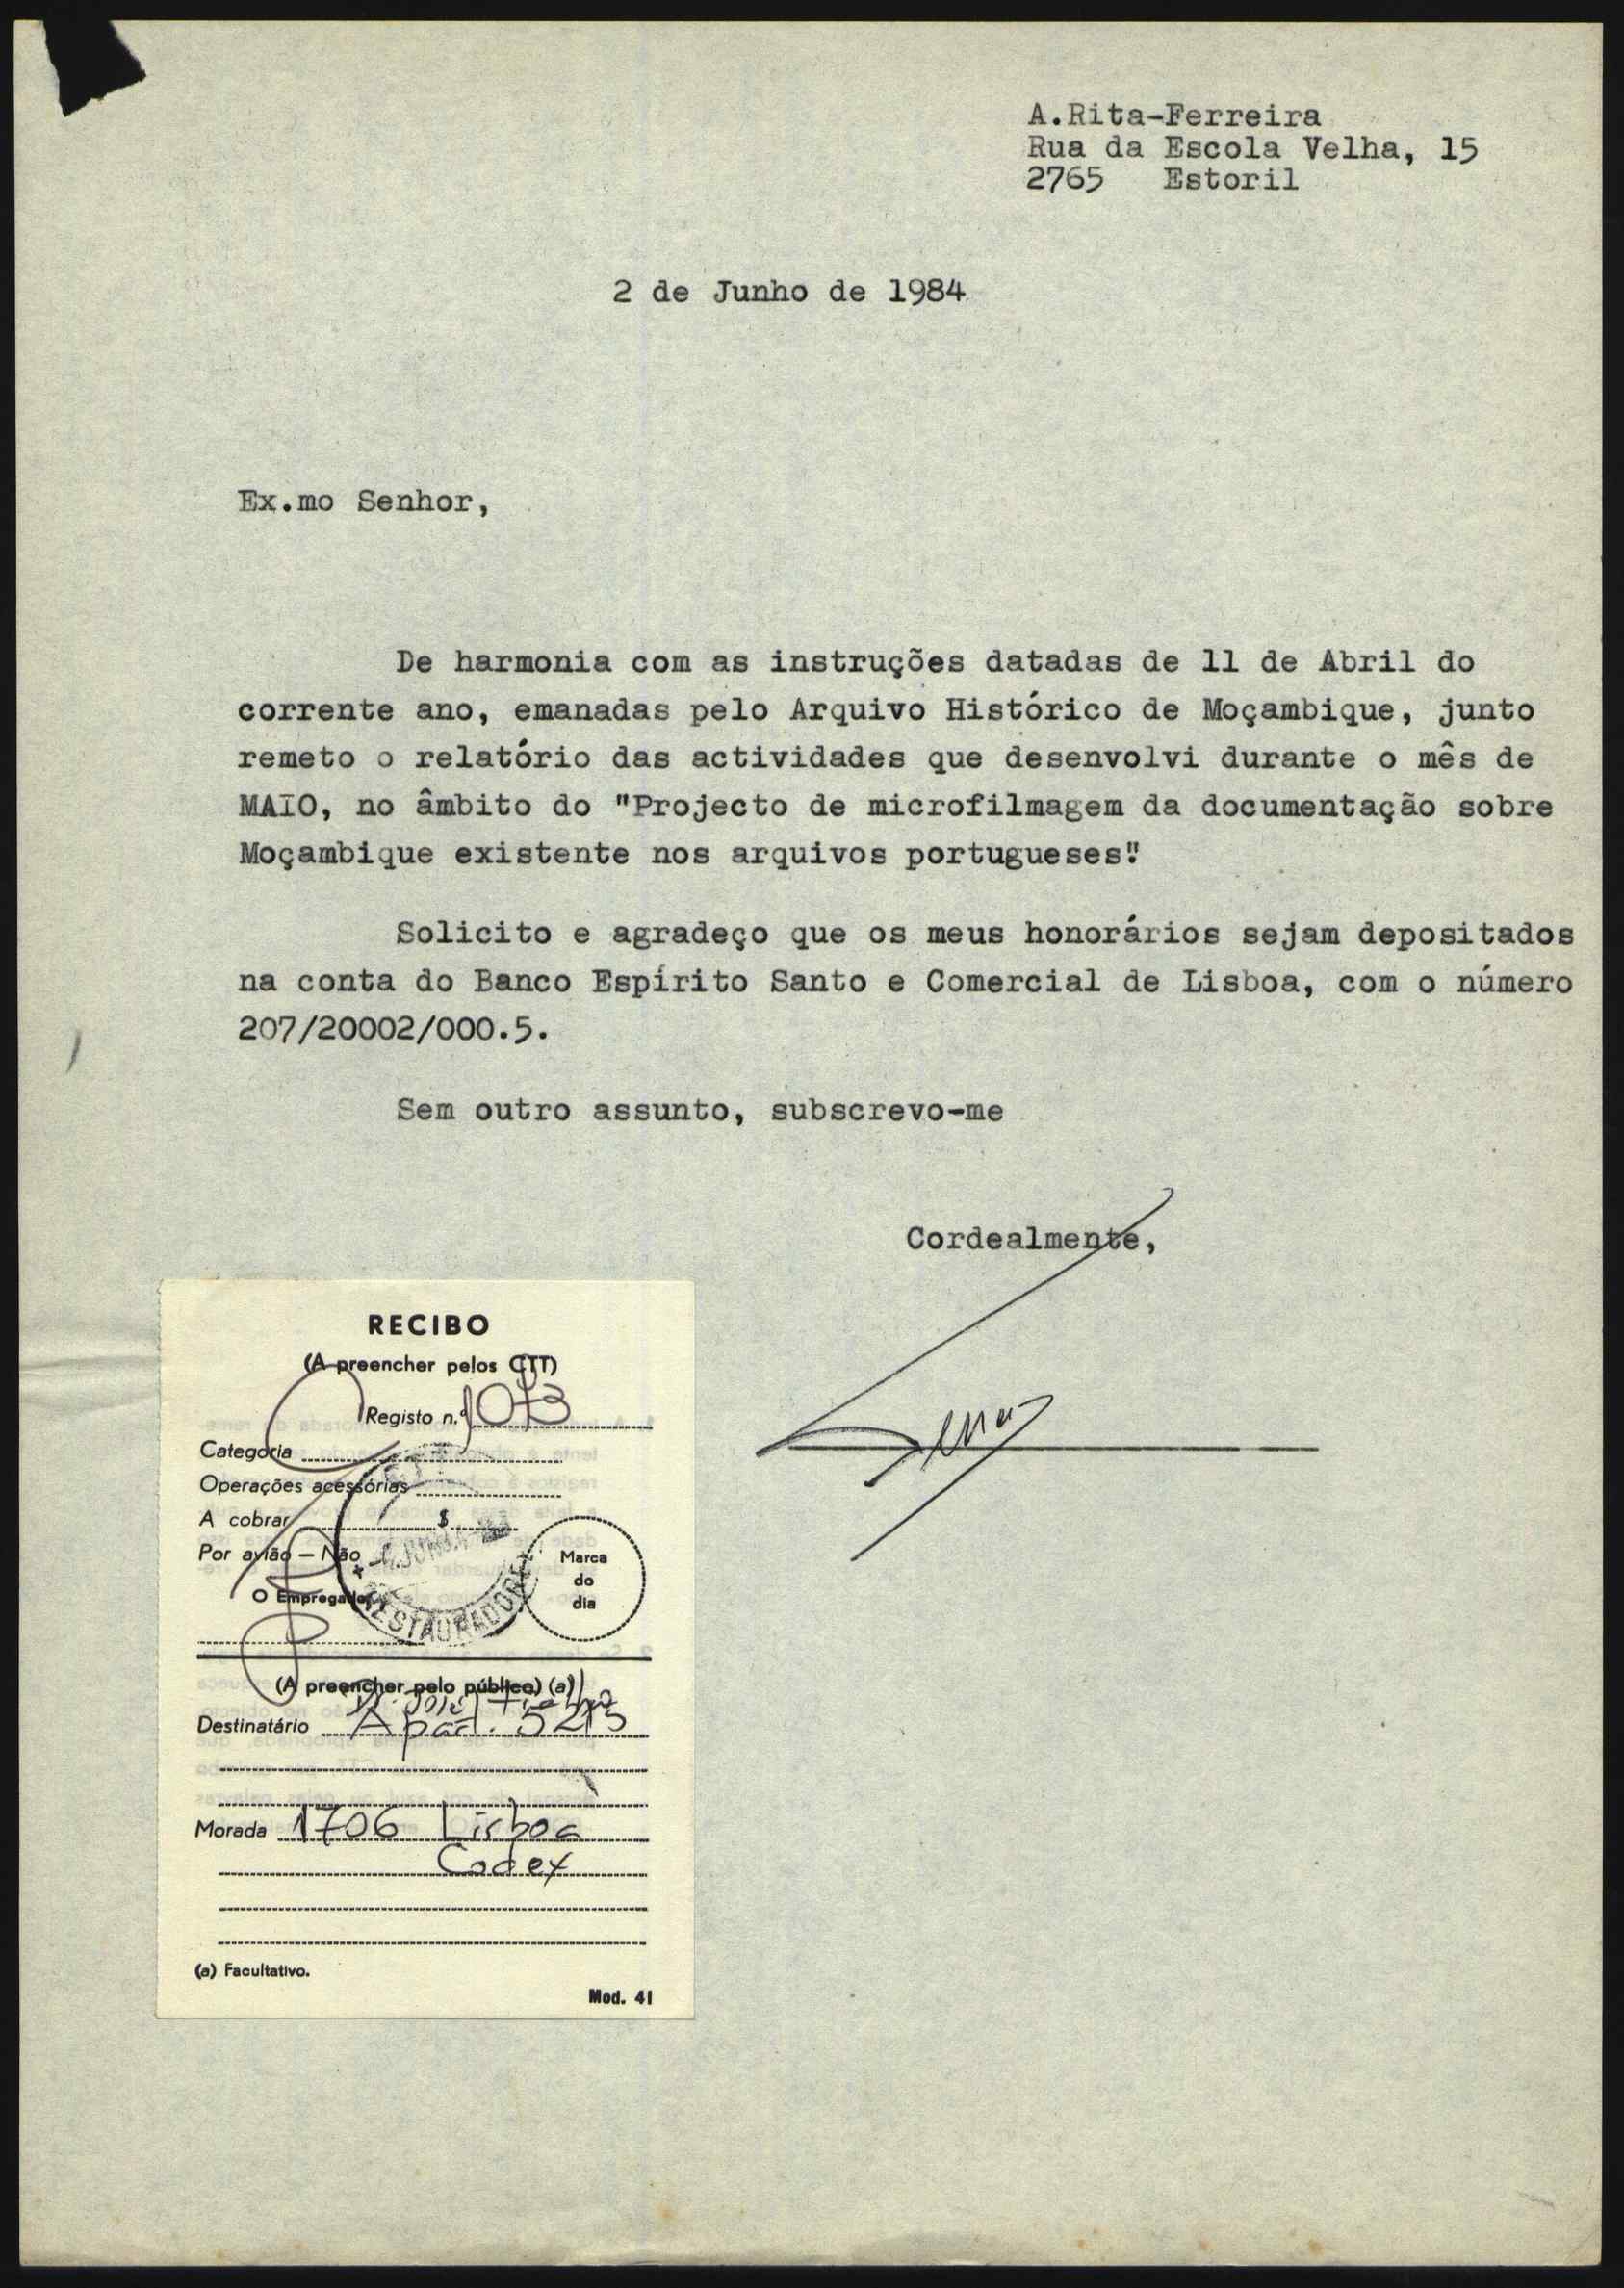 A.Rita-Ferreira
Rua da Escola Velha, 15
2765 Estoril
2 de Junho de 1984
Ex.mo Senhor,
De harmonia com as instruções datadas de 11 de Abril do
corrente ano, emanadas pelo Arquivo Histórico de Moçambique, junto
remeto o relatório das actividades que desenvolvi durante o mês de
MAIO, no âmbito do "Projecto de microfilmagem da documentação sobre
Moçambique existente nos arquivos portugueses".
Solicito e agradeço que os meus honorários sejam depositados
na conta do Banco Espírito Santo e Comercial de Lisboa, com o número
207/20002/000.5.
Sem outro assunto, subscrevo-me
Cordealmente,
RECIBO
(A preencher pelos CTT)
Registo n.º 1073
Categoria
Operações acessórias
A cobrar $
Por avião — Não
O Empregado,
RESTAURADORES
Marca
do
dia
(A preencher pelo público) (a)
Destinatário Apart. 5215
Morada 1706 Lisboa
Codex
(a) Facultativo.
Mod. 41